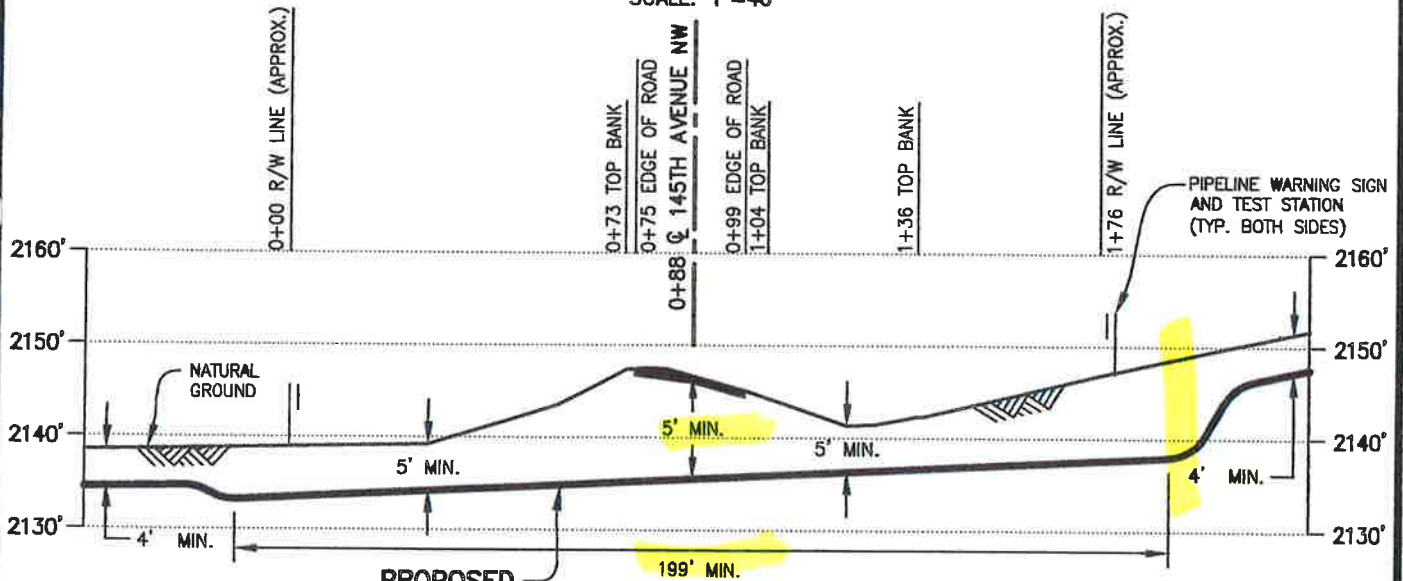 SCALE: 1"=40'
0+00 R/W LINE (APPROX.)
0+73 TOP BANK
0+75 EDGE OF ROAD
0+88 ℄ 145TH AVENUE NW
0+99 EDGE OF ROAD
1+04 TOP BANK
1+36 TOP BANK
1+76 R/W LINE (APPROX.)
PIPELINE WARNING SIGN
AND TEST STATION
(TYP. BOTH SIDES)
2160'
2160'
2150'
2150'
NATURAL
GROUND
2140'
2140'
5' MIN.
5' MIN.
5' MIN.
4' MIN.
2130'
2130'
4' MIN.
199' MIN.
PROPOSED